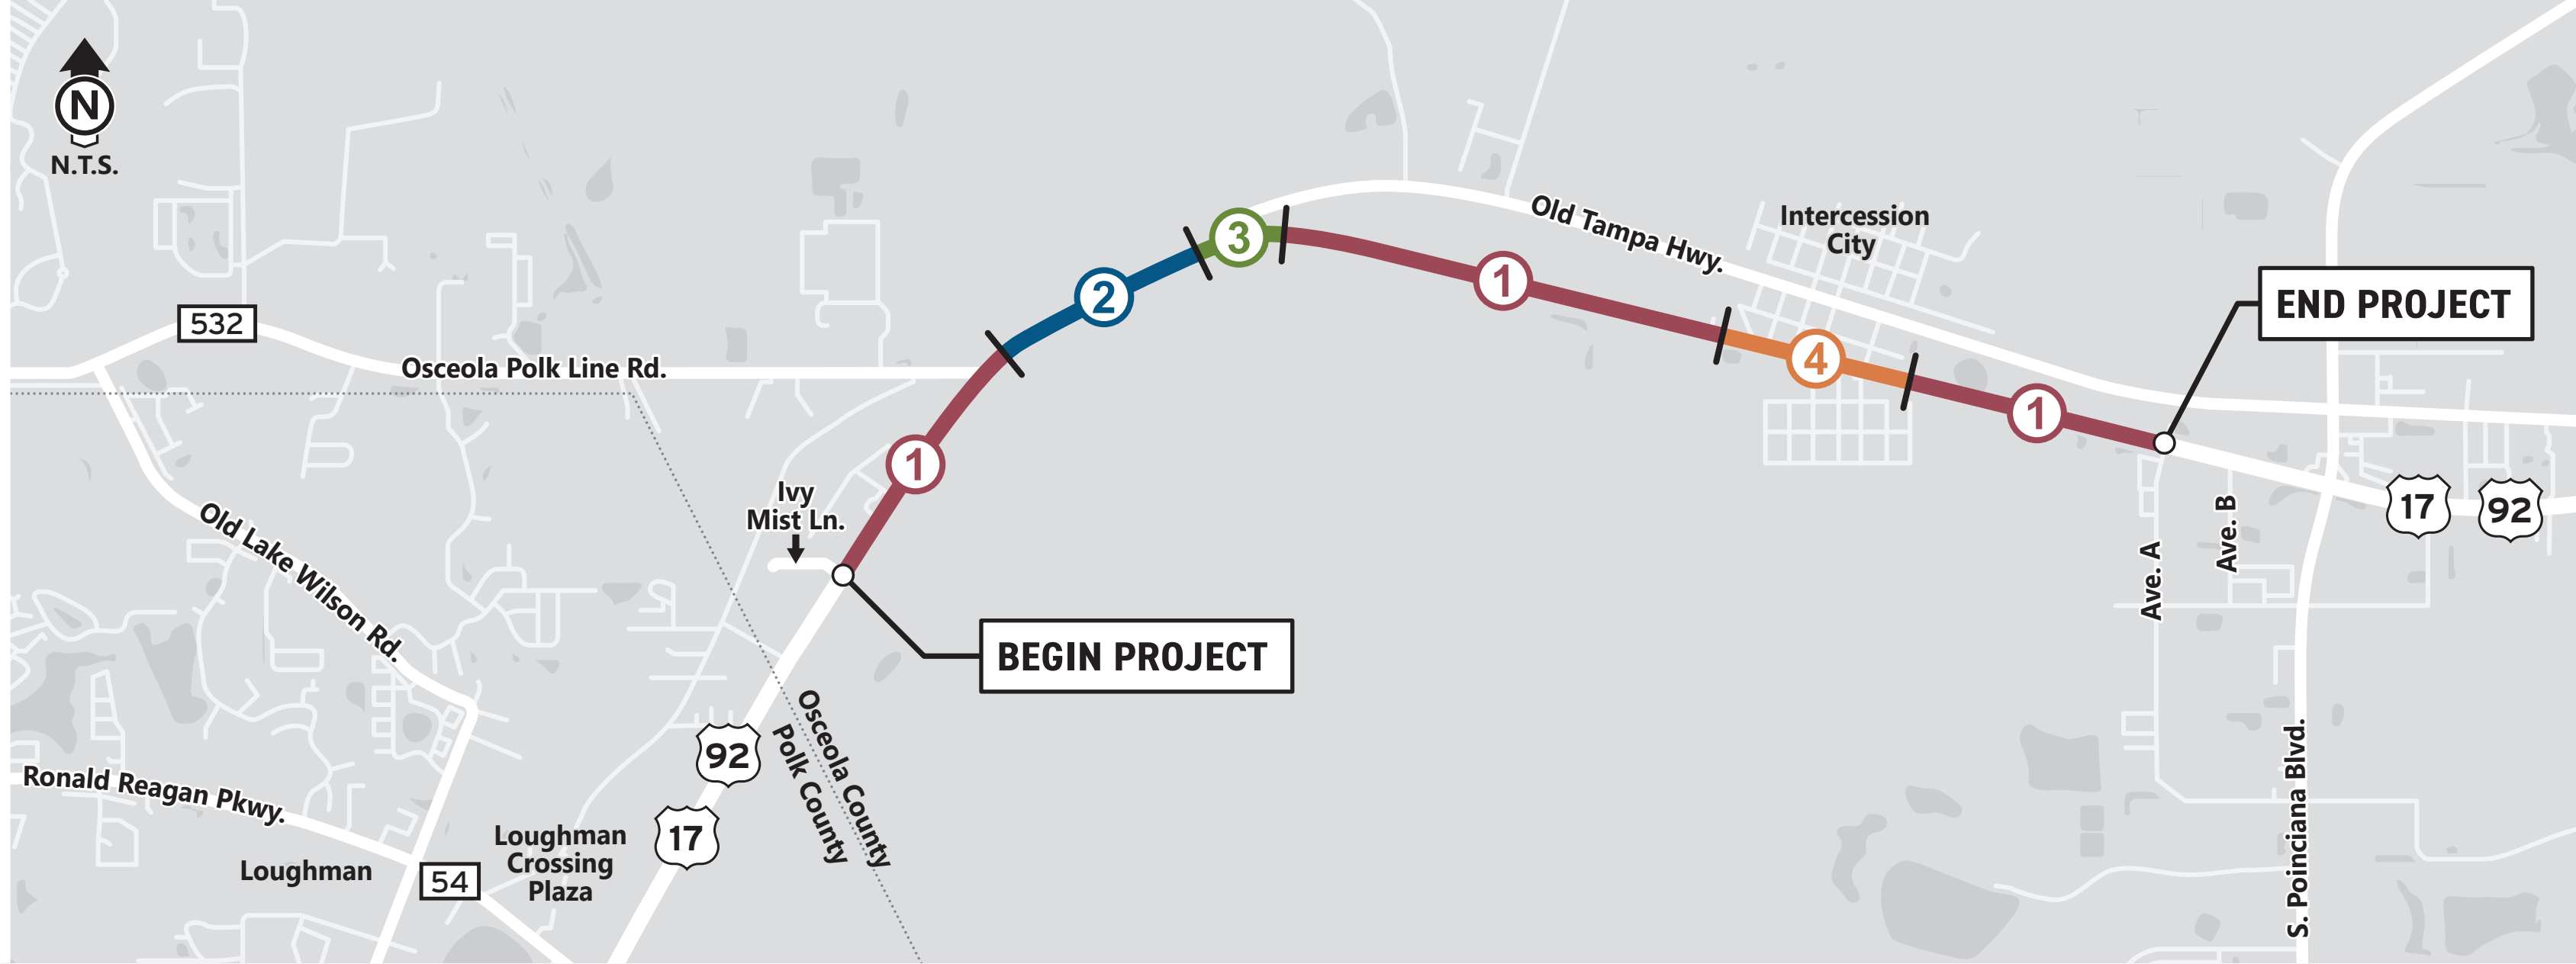 N
N.T.S.
532
Osceola Polk Line Rd.
Old Lake Wilson Rd.
Ronald Reagan Pkwy.
Loughman
54
Loughman
Crossing
Plaza
17
92
Osceola County
Polk County
Ivy
Mist Ln.
BEGIN PROJECT
1
2
3
1
Old Tampa Hwy.
Intercession
City
4
1
END PROJECT
17
92
Ave. A
Ave. B
S. Poinciana Blvd.